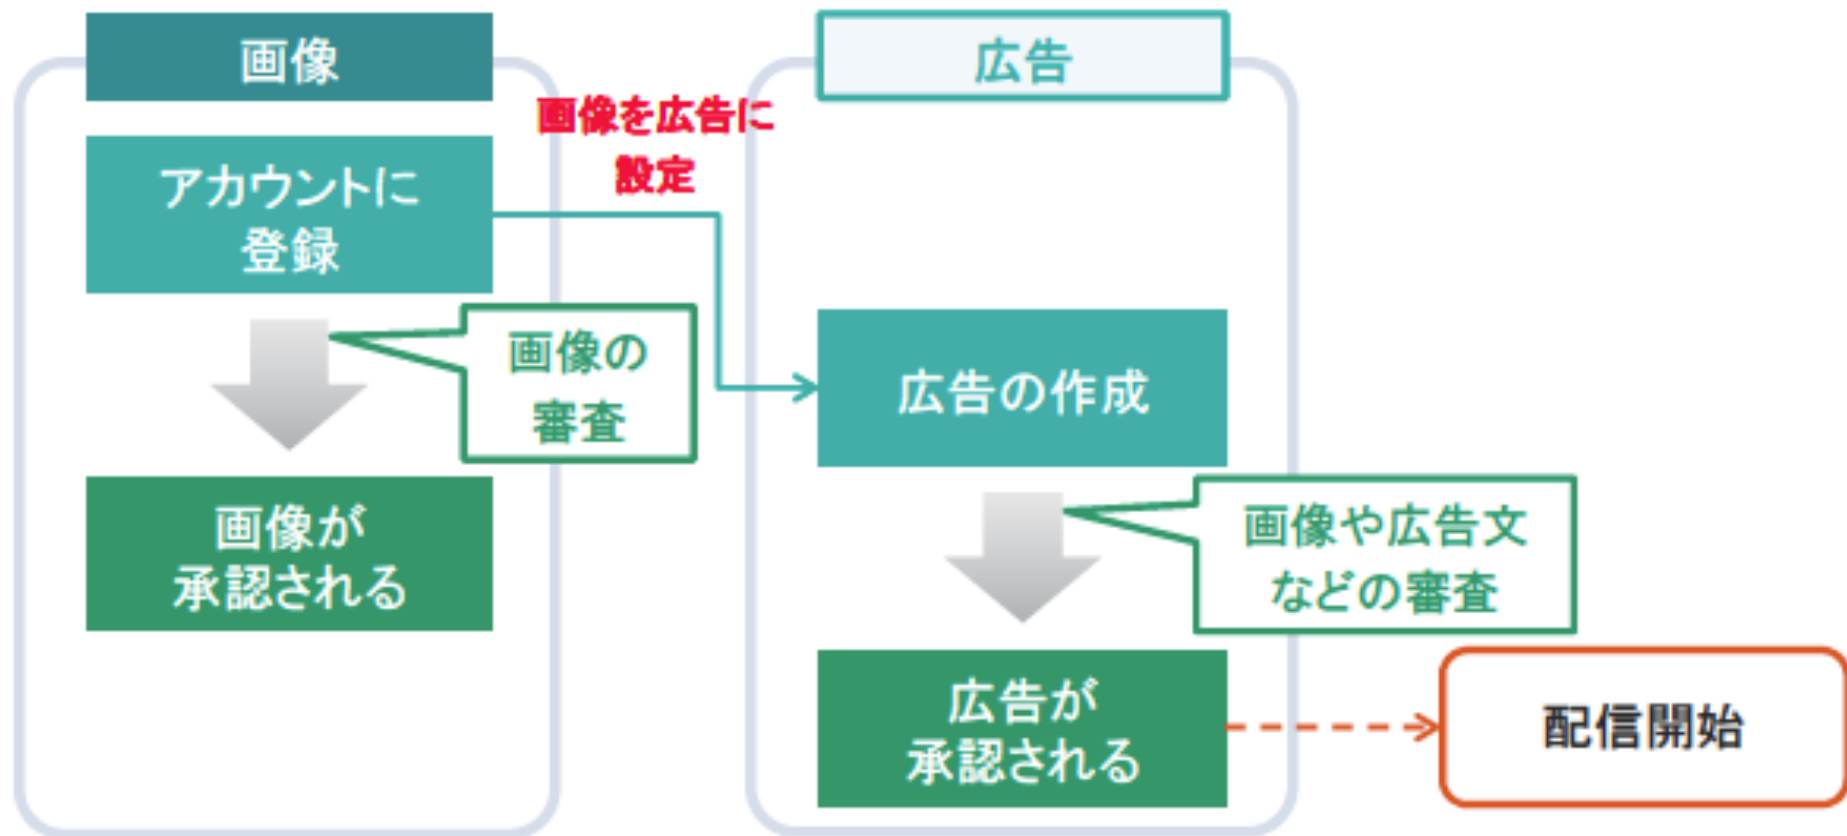 画像
広告
画像を広告に
設定
アカウントに
登録
画像の
審査
広告の作成
画像が
承認される
画像や広告文
などの審査
広告が
承認される
配信開始